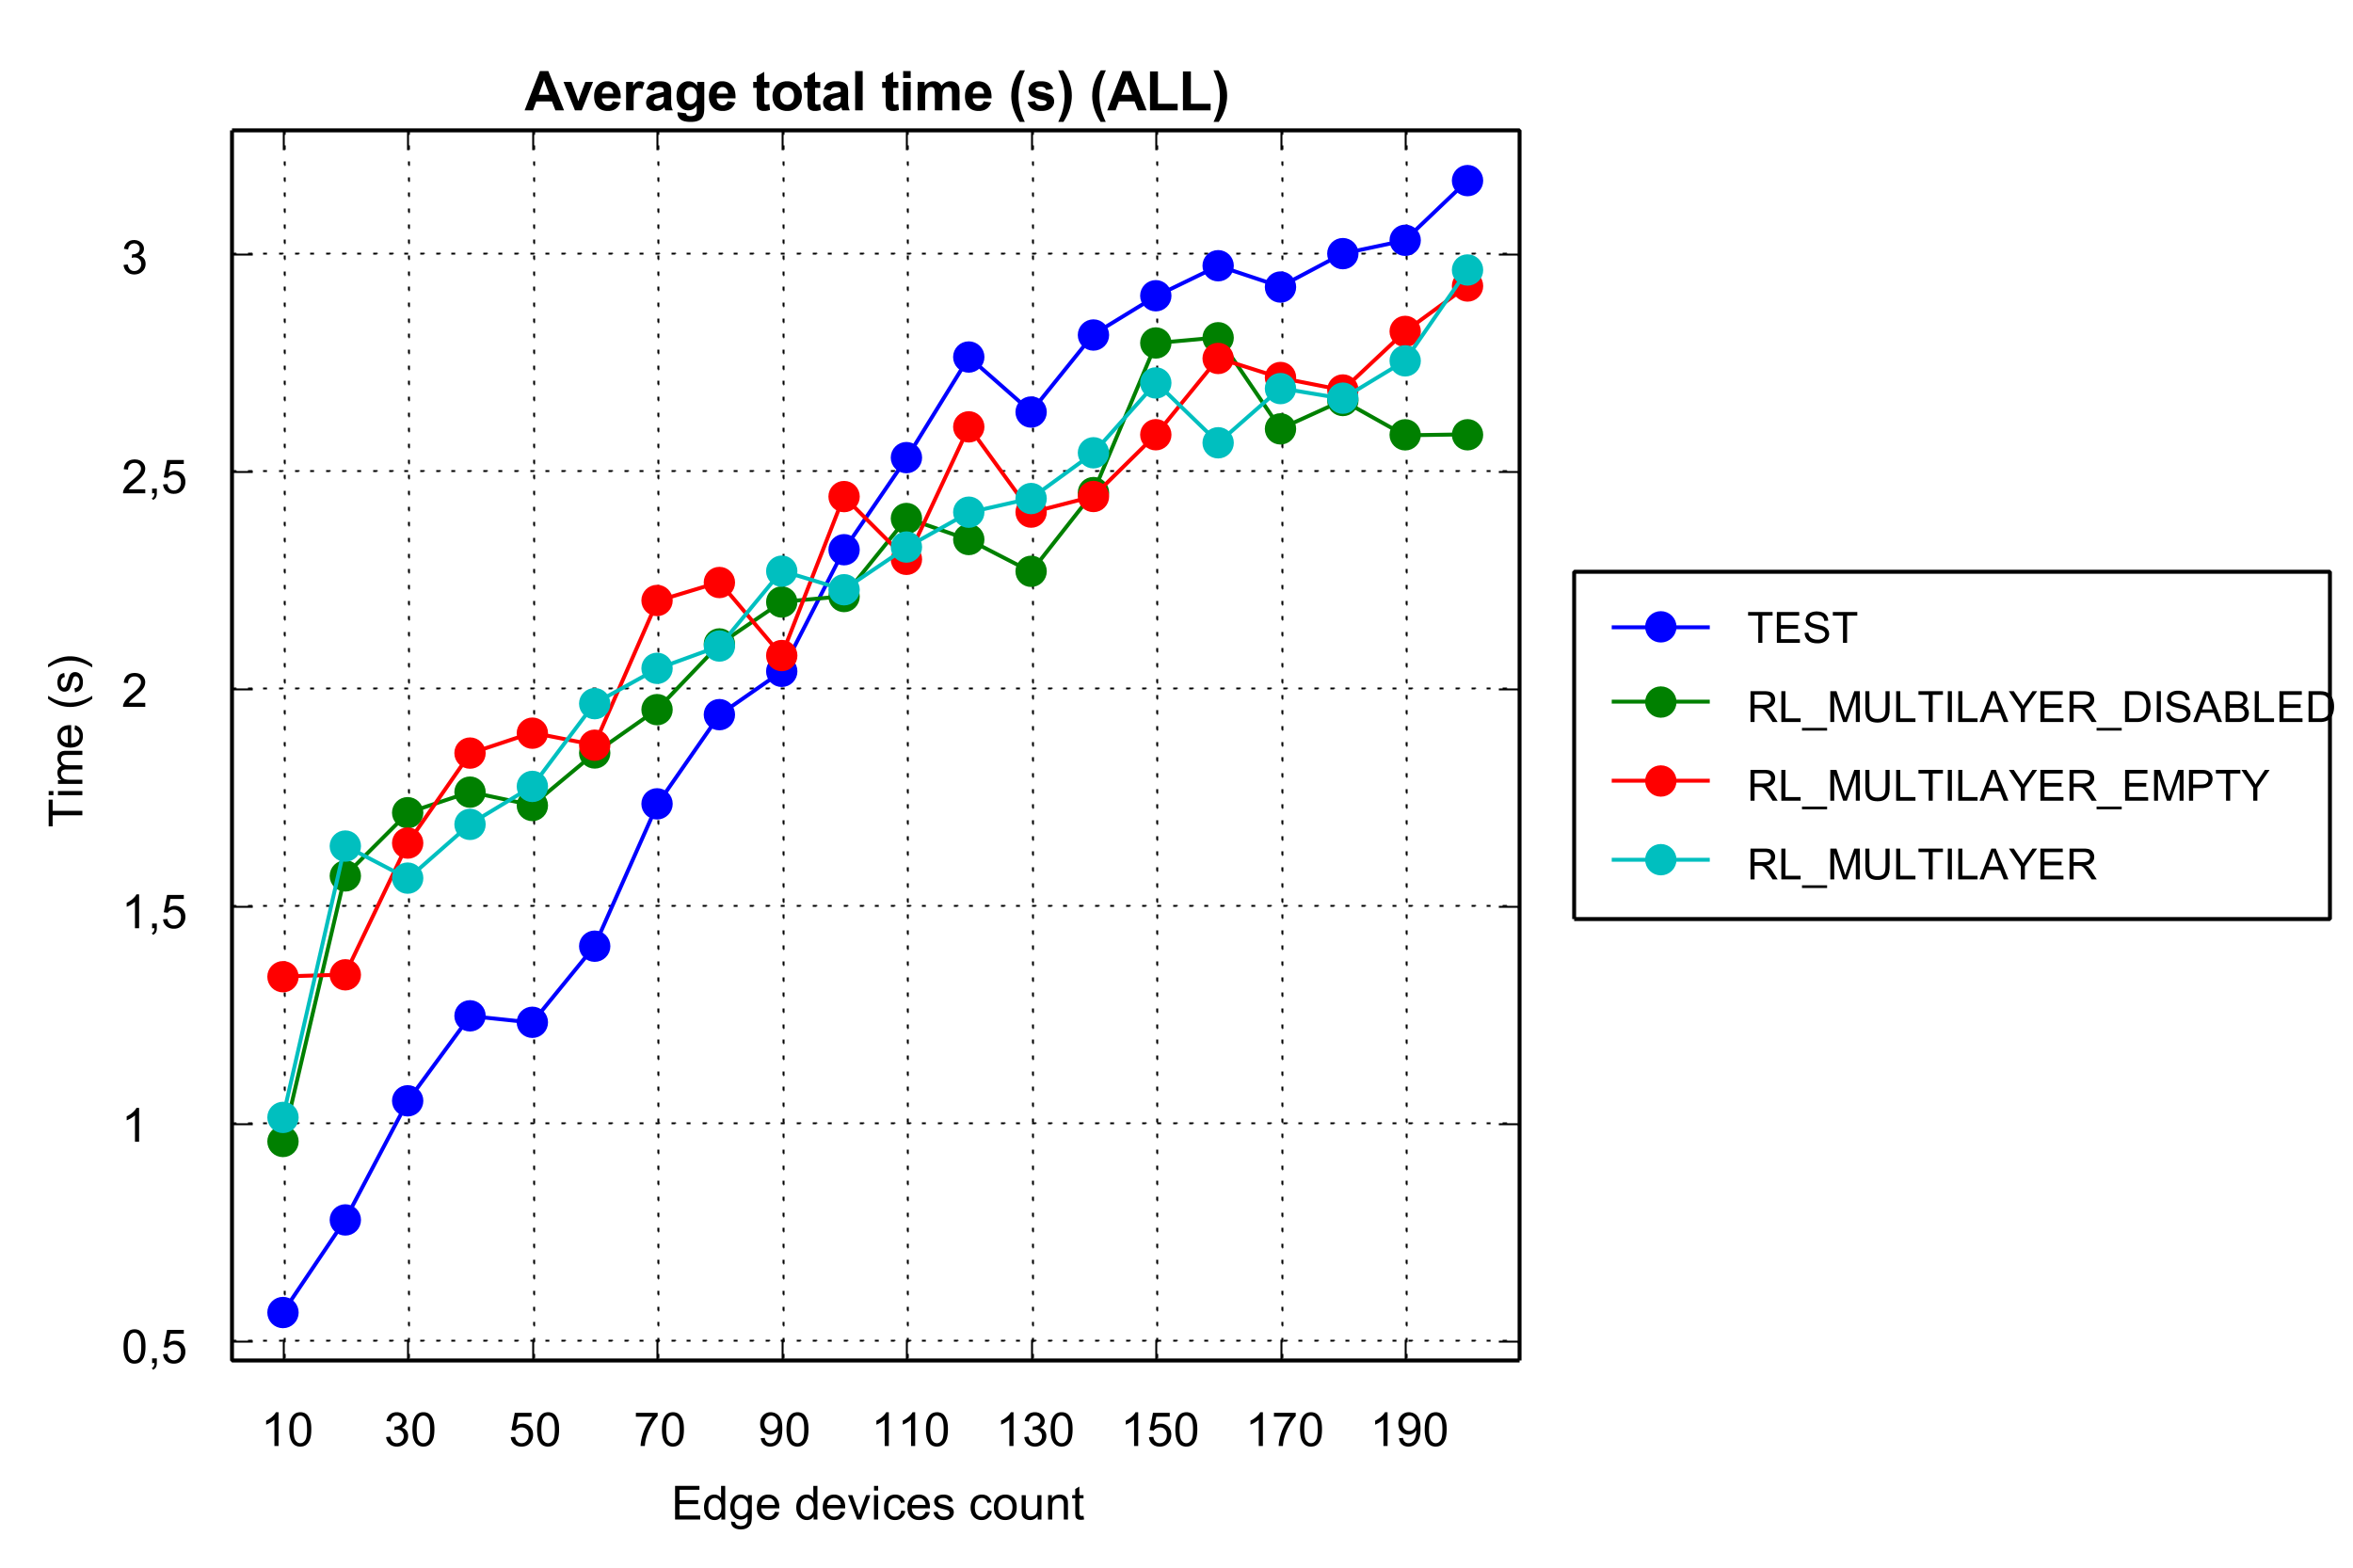 Average total time (s) (ALL)
3
2,5
2
1,5
1
0,5
Time (s)
10 30 50 70 90 110 130 150 170 190
Edge devices count
TEST
RL_MULTILAYER_DISABLED
RL_MULTILAYER_EMPTY
RL_MULTILAYER